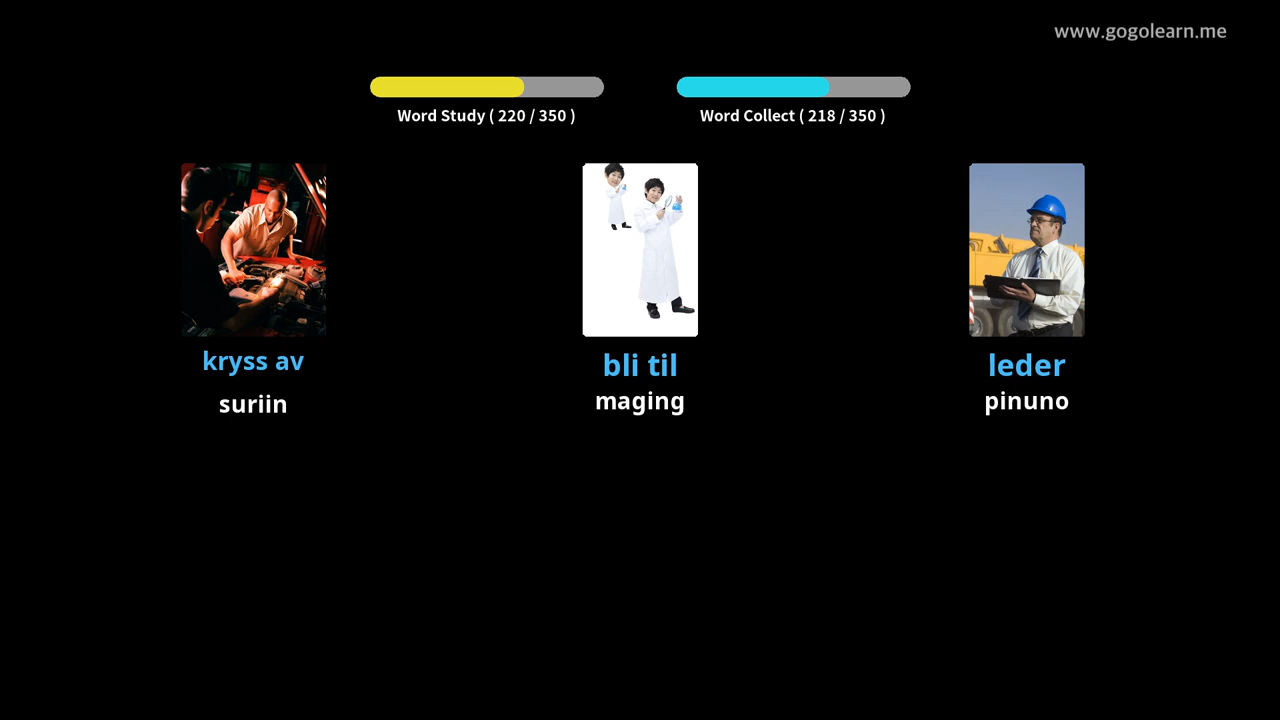 www.gogolearn.me
Word Study ( 220 / 350 )
Word Collect ( 218 / 350 )
kryss av
suriin
bli til
maging
leder
pinuno